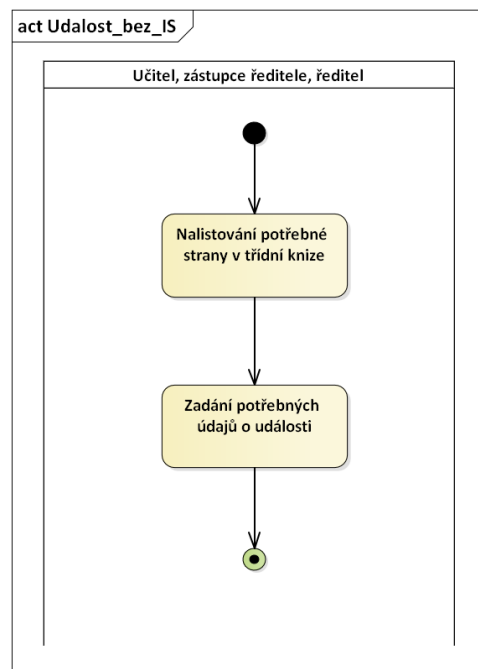 act Udalost_bez_IS
Učitel, zástupce ředitele, ředitel
Nalistování potřebné
strany v třídní knize
Zadání potřebných
údajů o události